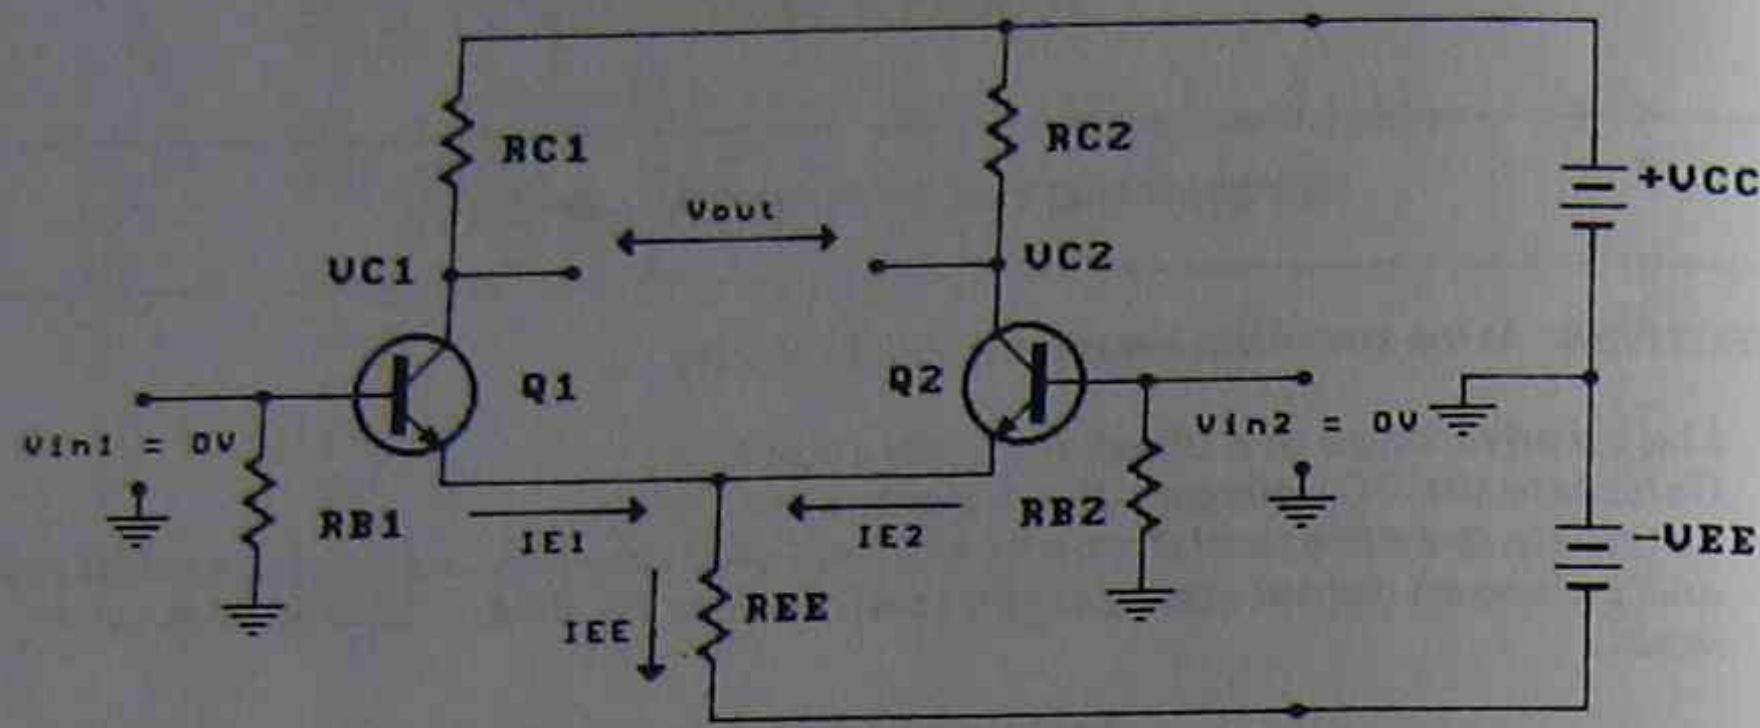 RC1
RC2
+VCC
Vout
VC1
VC2
Q1
Q2
Vin1 = 0V
Vin2 = 0V
RB1
IE1
IE2
RB2
-VEE
IEE
REE